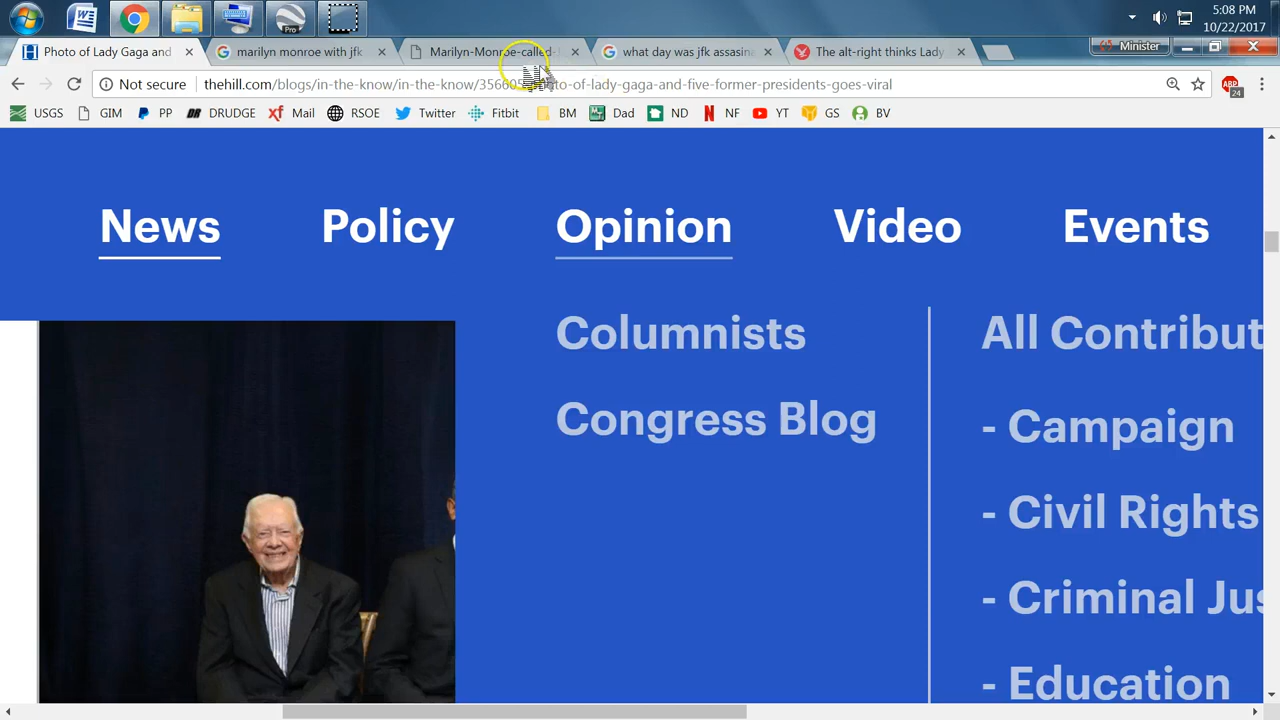 5:08 PM
10/22/2017
Pro
Photo of Lady Gaga and
marilyn monroe with jfk
Marilyn-Monroe-called-
what day was jfk assasina
The alt-right thinks Lady
Minister
Not secure
thehill.com/blogs/in-the-know/in-the-know/35660 to-of-lady-gaga-and-five-former-presidents-goes-viral
ABP
24
USGS GIM PP DRUDGE Mail RSOE Twitter Fitbit BM Dad ND NF YT GS BV
News Policy Opinion Video Events
Columnists
Congress Blog
All Contribut
- Campaign
- Civil Rights
- Criminal Jus
- Education